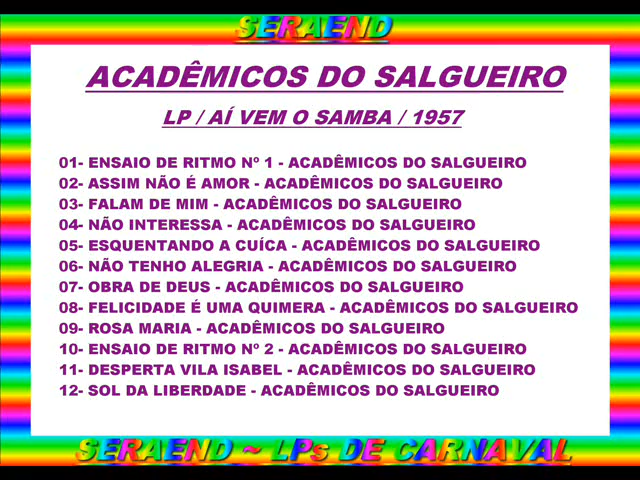 SERAEND
ACADÊMICOS DO SALGUEIRO
LP / AÍ VEM O SAMBA / 1957
01- ENSAIO DE RITMO Nº 1 - ACADÊMICOS DO SALGUEIRO
02- ASSIM NÃO É AMOR - ACADÊMICOS DO SALGUEIRO
03- FALAM DE MIM - ACADÊMICOS DO SALGUEIRO
04- NÃO INTERESSA - ACADÊMICOS DO SALGUEIRO
05- ESQUENTANDO A CUÍCA - ACADÊMICOS DO SALGUEIRO
06- NÃO TENHO ALEGRIA - ACADÊMICOS DO SALGUEIRO
07- OBRA DE DEUS - ACADÊMICOS DO SALGUEIRO
08- FELICIDADE É UMA QUIMERA - ACADÊMICOS DO SALGUEIRO
09- ROSA MARIA - ACADÊMICOS DO SALGUEIRO
10- ENSAIO DE RITMO Nº 2 - ACADÊMICOS DO SALGUEIRO
11- DESPERTA VILA ISABEL - ACADÊMICOS DO SALGUEIRO
12- SOL DA LIBERDADE - ACADÊMICOS DO SALGUEIRO
SERAEND ~ LPs DE CARNAVAL